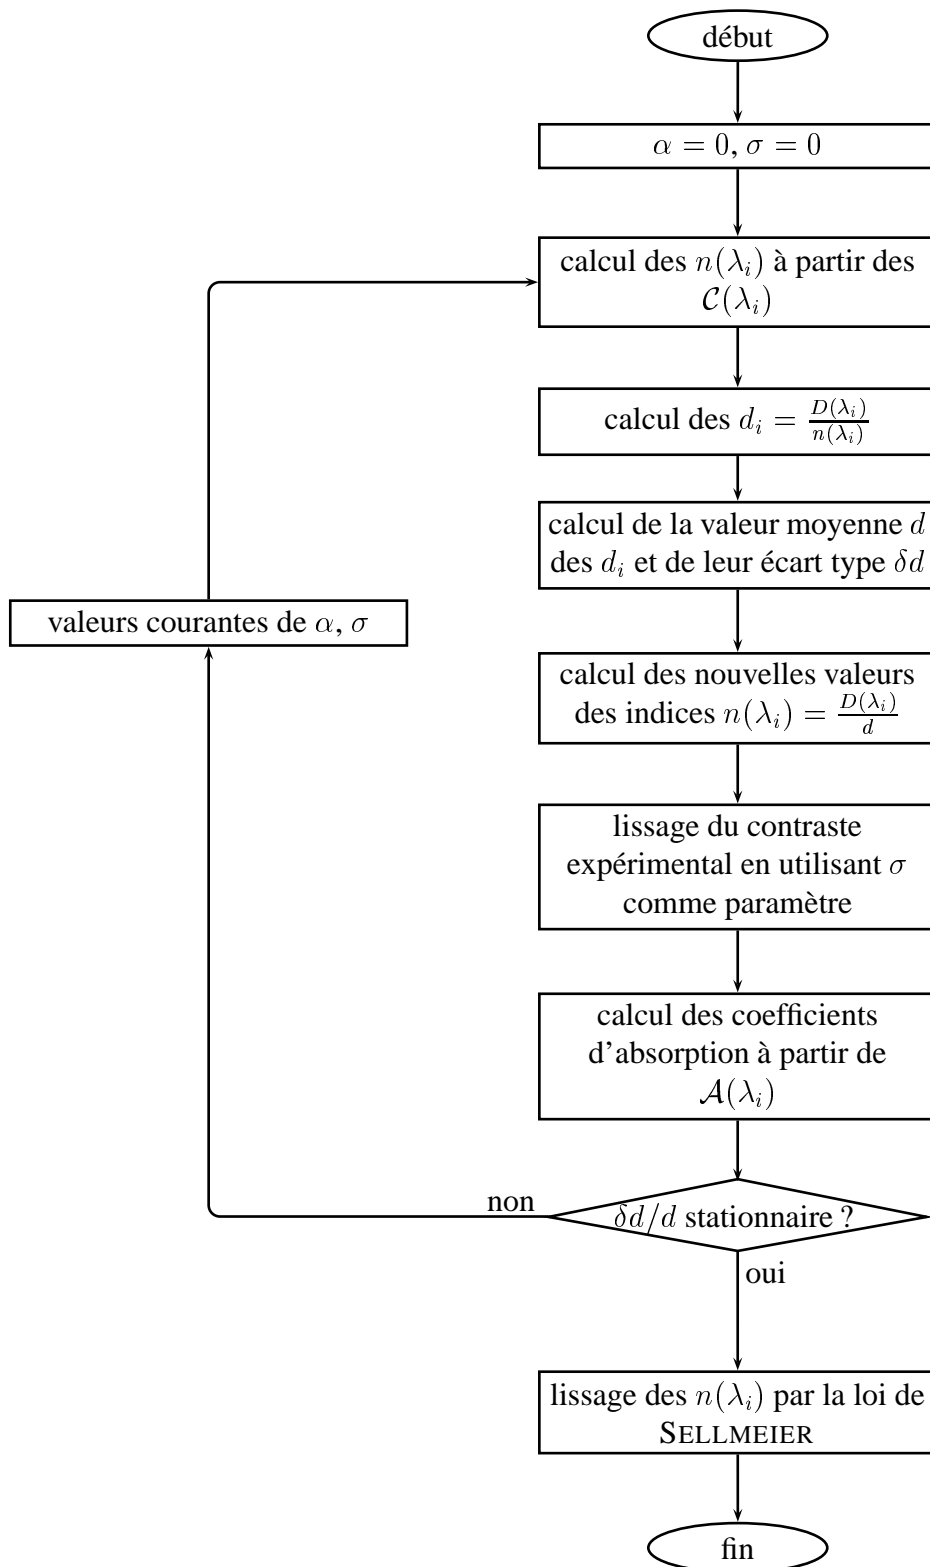 début
α = 0, σ = 0
calcul des n(λᵢ) à partir des
𝒞(λᵢ)
calcul des dᵢ = D(λᵢ)/n(λᵢ)
calcul de la valeur moyenne d
des dᵢ et de leur écart type δd
valeurs courantes de α, σ
calcul des nouvelles valeurs
des indices n(λᵢ) = D(λᵢ)/d
lissage du contraste
expérimental en utilisant σ
comme paramètre
calcul des coefficients
d'absorption à partir de
𝒜(λᵢ)
non
δd/d stationnaire ?
oui
lissage des n(λᵢ) par la loi de
SELLMEIER
fin